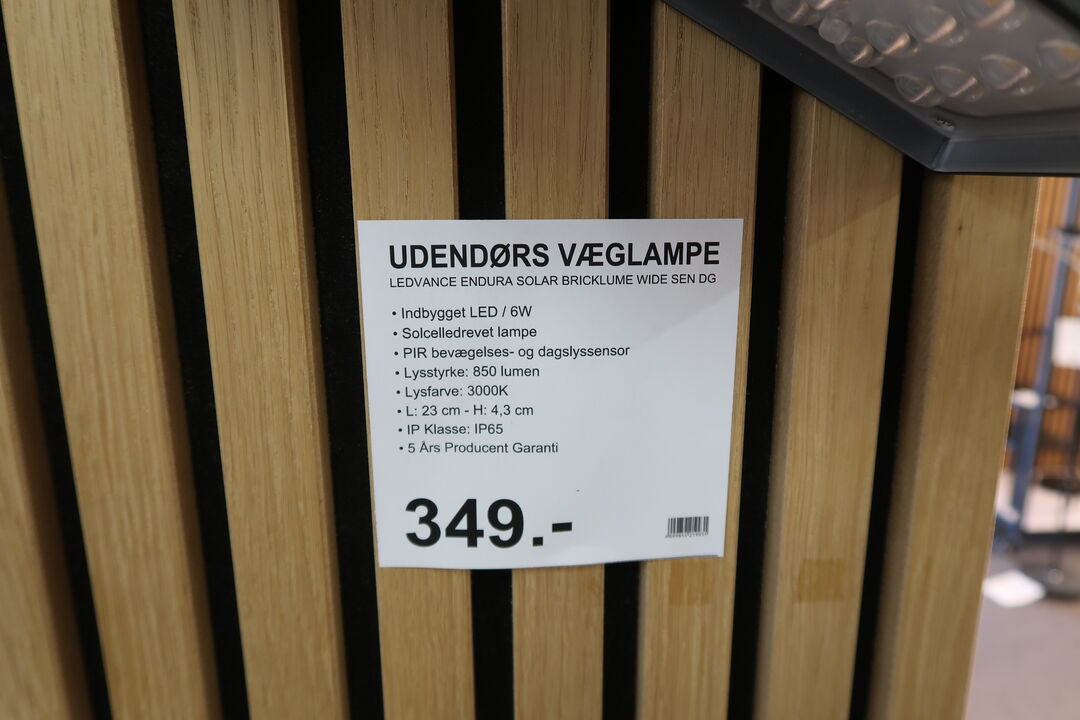 UDENDØRS VÆGLAMPE
LEDVANCE ENDURA SOLAR BRICKLUME WIDE SEN DG
• Indbygget LED / 6W
• Solcelledrevet lampe
• PIR bevægelses- og dagslyssensor
• Lysstyrke: 850 lumen
• Lysfarve: 3000K
• L: 23 cm - H: 4,3 cm
• IP Klasse: IP65
• 5 Års Producent Garanti
349.-